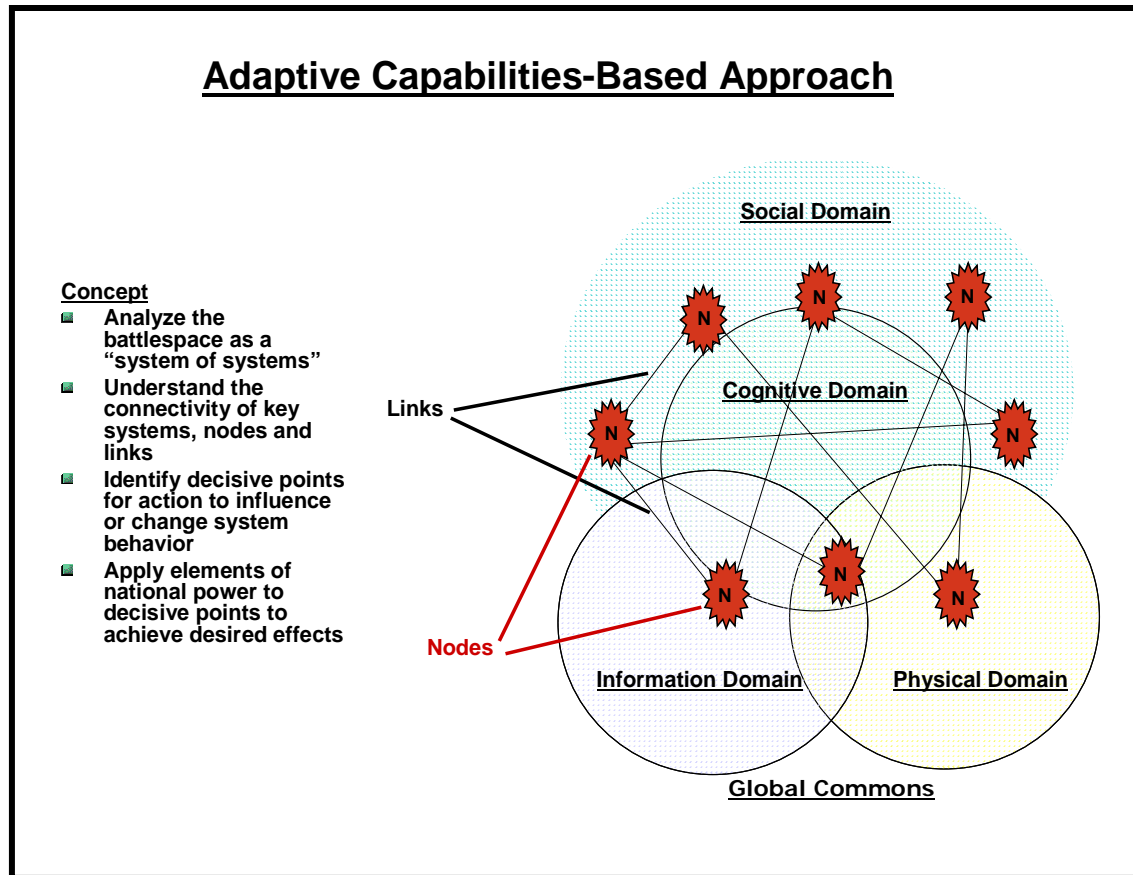 Adaptive Capabilities-Based Approach
Concept
Analyze the
battlespace as a
“system of systems”
Understand the
connectivity of key
systems, nodes and
links
Identify decisive points
for action to influence
or change system
behavior
Apply elements of
national power to
decisive points to
achieve desired effects
Links
Nodes
Social Domain
N
N
N
Cognitive Domain
N
N
N
N
N
Information Domain
Physical Domain
Global Commons